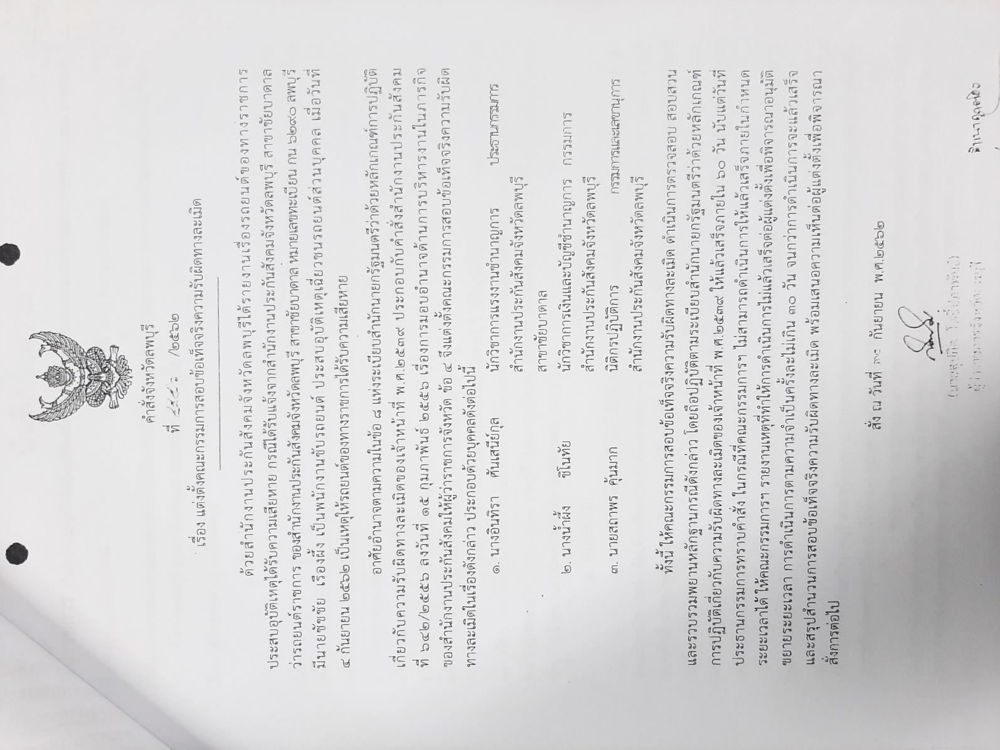 คำสั่งจังหวัดลพบุรี
ที่ /๒๕๖๒
เรื่อง แต่งตั้งคณะกรรมการสอบข้อเท็จจริงความรับผิดทางละเมิด
ด้วยสำนักงานประกันสังคมจังหวัดลพบุรีได้รายงานเรื่องรถยนต์ของทางราชการ
ประสบอุบัติเหตุได้รับความเสียหาย กรณีได้รับแจ้งจากสำนักงานประกันสังคมจังหวัดลพบุรี สาขาชัยบาดาล
ว่ารถยนต์ราชการ ของสำนักงานประกันสังคมจังหวัดลพบุรี สาขาชัยบาดาล หมายเลขทะเบียน กน ๖๒๙๐ ลพบุรี
มีนายชัชชัย เรืองผึ้ง เป็นพนักงานขับรถยนต์ ประสบอุบัติเหตุเฉี่ยวชนรถยนต์ส่วนบุคคล เมื่อวันที่
๔ กันยายน ๒๕๖๒ เป็นเหตุให้รถยนต์ของทางราชการได้รับความเสียหาย
อาศัยอำนาจตามความในข้อ ๘ แห่งระเบียบสำนักนายกรัฐมนตรีว่าด้วยหลักเกณฑ์การปฏิบัติ
เกี่ยวกับความรับผิดทางละเมิดของเจ้าหน้าที่ พ.ศ.๒๕๓๙ ประกอบกับคำสั่งสำนักงานประกันสังคม
ที่ ๖๔๒/๒๕๕๖ ลงวันที่ ๑๕ กุมภาพันธ์ ๒๕๕๖ เรื่องการมอบอำนาจด้านการบริหารงานในภารกิจ
ของสำนักงานประกันสังคมให้ผู้ว่าราชการจังหวัด ข้อ ๔ จึงแต่งตั้งคณะกรรมการสอบข้อเท็จจริงความรับผิด
ทางละเมิดในเรื่องดังกล่าว ประกอบด้วยบุคคลดังต่อไปนี้
๑. นางอินทิรา คันเสนีย์กุล นักวิชาการแรงงานชำนาญการ ประธานกรรมการ
สำนักงานประกันสังคมจังหวัดลพบุรี
สาขาชัยบาดาล
๒. นางน้ำผึ้ง ชิโนทัย นักวิชาการเงินและบัญชีชำนาญการ กรรมการ
สำนักงานประกันสังคมจังหวัดลพบุรี
๓. นายสถาพร คุ้นมาก นิติกรปฏิบัติการ กรรมการและเลขานุการ
สำนักงานประกันสังคมจังหวัดลพบุรี
ทั้งนี้ ให้คณะกรรมการสอบข้อเท็จจริงความรับผิดทางละเมิด ดำเนินการตรวจสอบ สอบสวน
และรวบรวมพยานหลักฐานกรณีดังกล่าว โดยถือปฏิบัติตามระเบียบสำนักนายกรัฐมนตรีว่าด้วยหลักเกณฑ์
การปฏิบัติเกี่ยวกับความรับผิดทางละเมิดของเจ้าหน้าที่ พ.ศ.๒๕๓๙ ให้แล้วเสร็จภายใน ๖๐ วัน นับแต่วันที่
ประธานกรรมการทราบคำสั่ง ในกรณีที่คณะกรรมการฯ ไม่สามารถดำเนินการให้แล้วเสร็จภายในกำหนด
ระยะเวลาได้ ให้คณะกรรมการฯ รายงานเหตุที่ทำให้การดำเนินการไม่แล้วเสร็จต่อผู้แต่งตั้งเพื่อพิจารณาอนุมัติ
ขยายระยะเวลา การดำเนินการตามความจำเป็นครั้งละไม่เกิน ๓๐ วัน จนกว่าการดำเนินการจะแล้วเสร็จ
และสรุปสำนวนการสอบข้อเท็จจริงความรับผิดทางละเมิด พร้อมเสนอความเห็นต่อผู้แต่งตั้งเพื่อพิจารณา
สั่งการต่อไป
สั่ง ณ วันที่ ๓๐ กันยายน พ.ศ.๒๕๖๒
ผู้ว่าราชการจังหวัดลพบุรี
สำเนาถูกต้อง